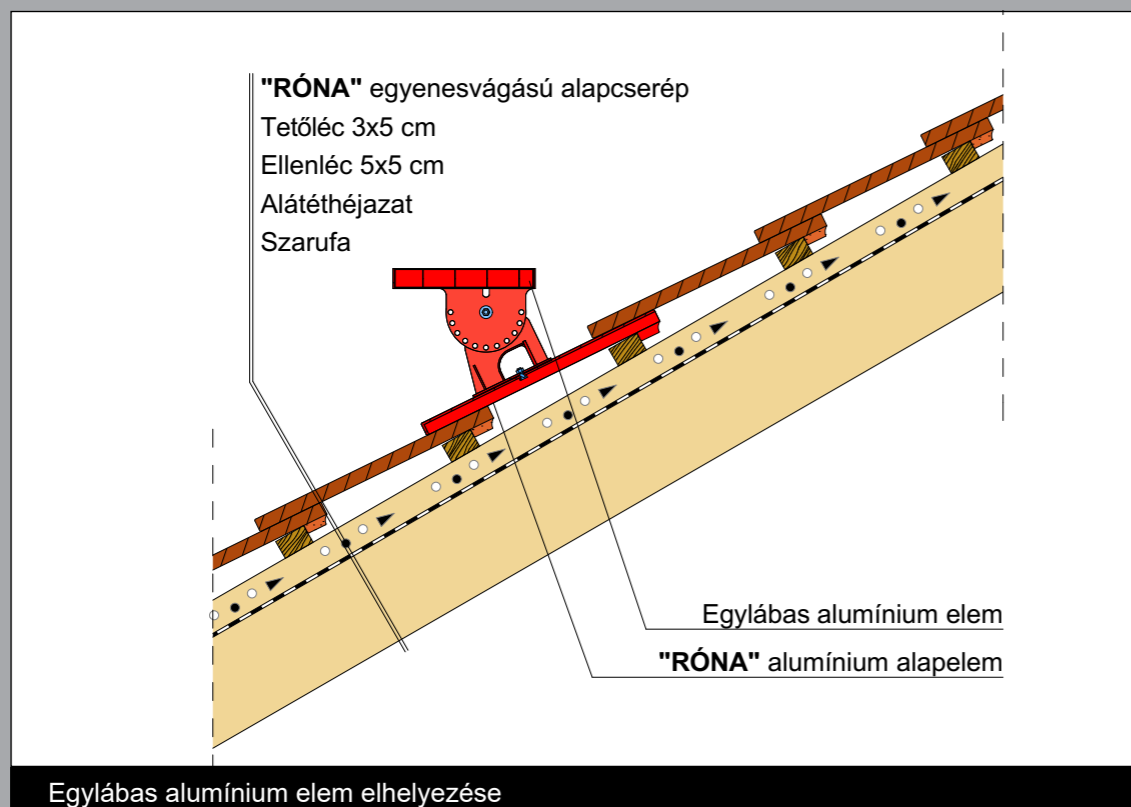 "RÓNA" egyenesvágású alapcserép
Tetőléc 3x5 cm
Ellenléc 5x5 cm
Alátéthéjazat
Szarufa
Egylábas alumínium elem
"RÓNA" alumínium alapelem
Egylábas alumínium elem elhelyezése